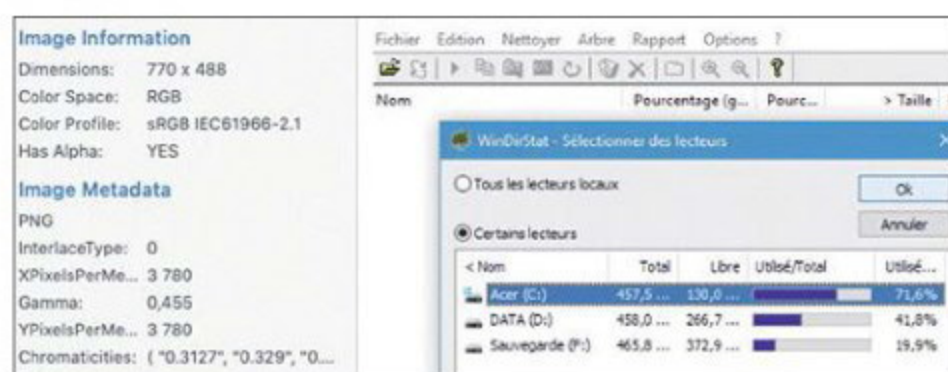 Image Information
Dimensions: 770 x 488
Color Space: RGB
Color Profile: sRGB IEC61966-2.1
Has Alpha: YES
Image Metadata
PNG
InterlaceType: 0
XPixelsPerMe... 3 780
Gamma: 0,455
YPixelsPerMe... 3 780
Chromaticities: ( "0.3127", "0.329", "0....
Fichier Edition Nettoyer Arbre Rapport Options ?
Nom Pourcentage (g... Pourc... > Taille
WinDirStat - Sélectionner des lecteurs
Tous les lecteurs locaux
Ok
Annuler
Certains lecteurs
< Nom Total Libre Utilisé/Total Utilisé...
Acer (C:) 457,5 ... 130,0 ... 71,6%
DATA (D:) 458,0 ... 266,7 ... 41,8%
Sauvegarde (F:) 465,8 ... 372,9 ... 19,9%